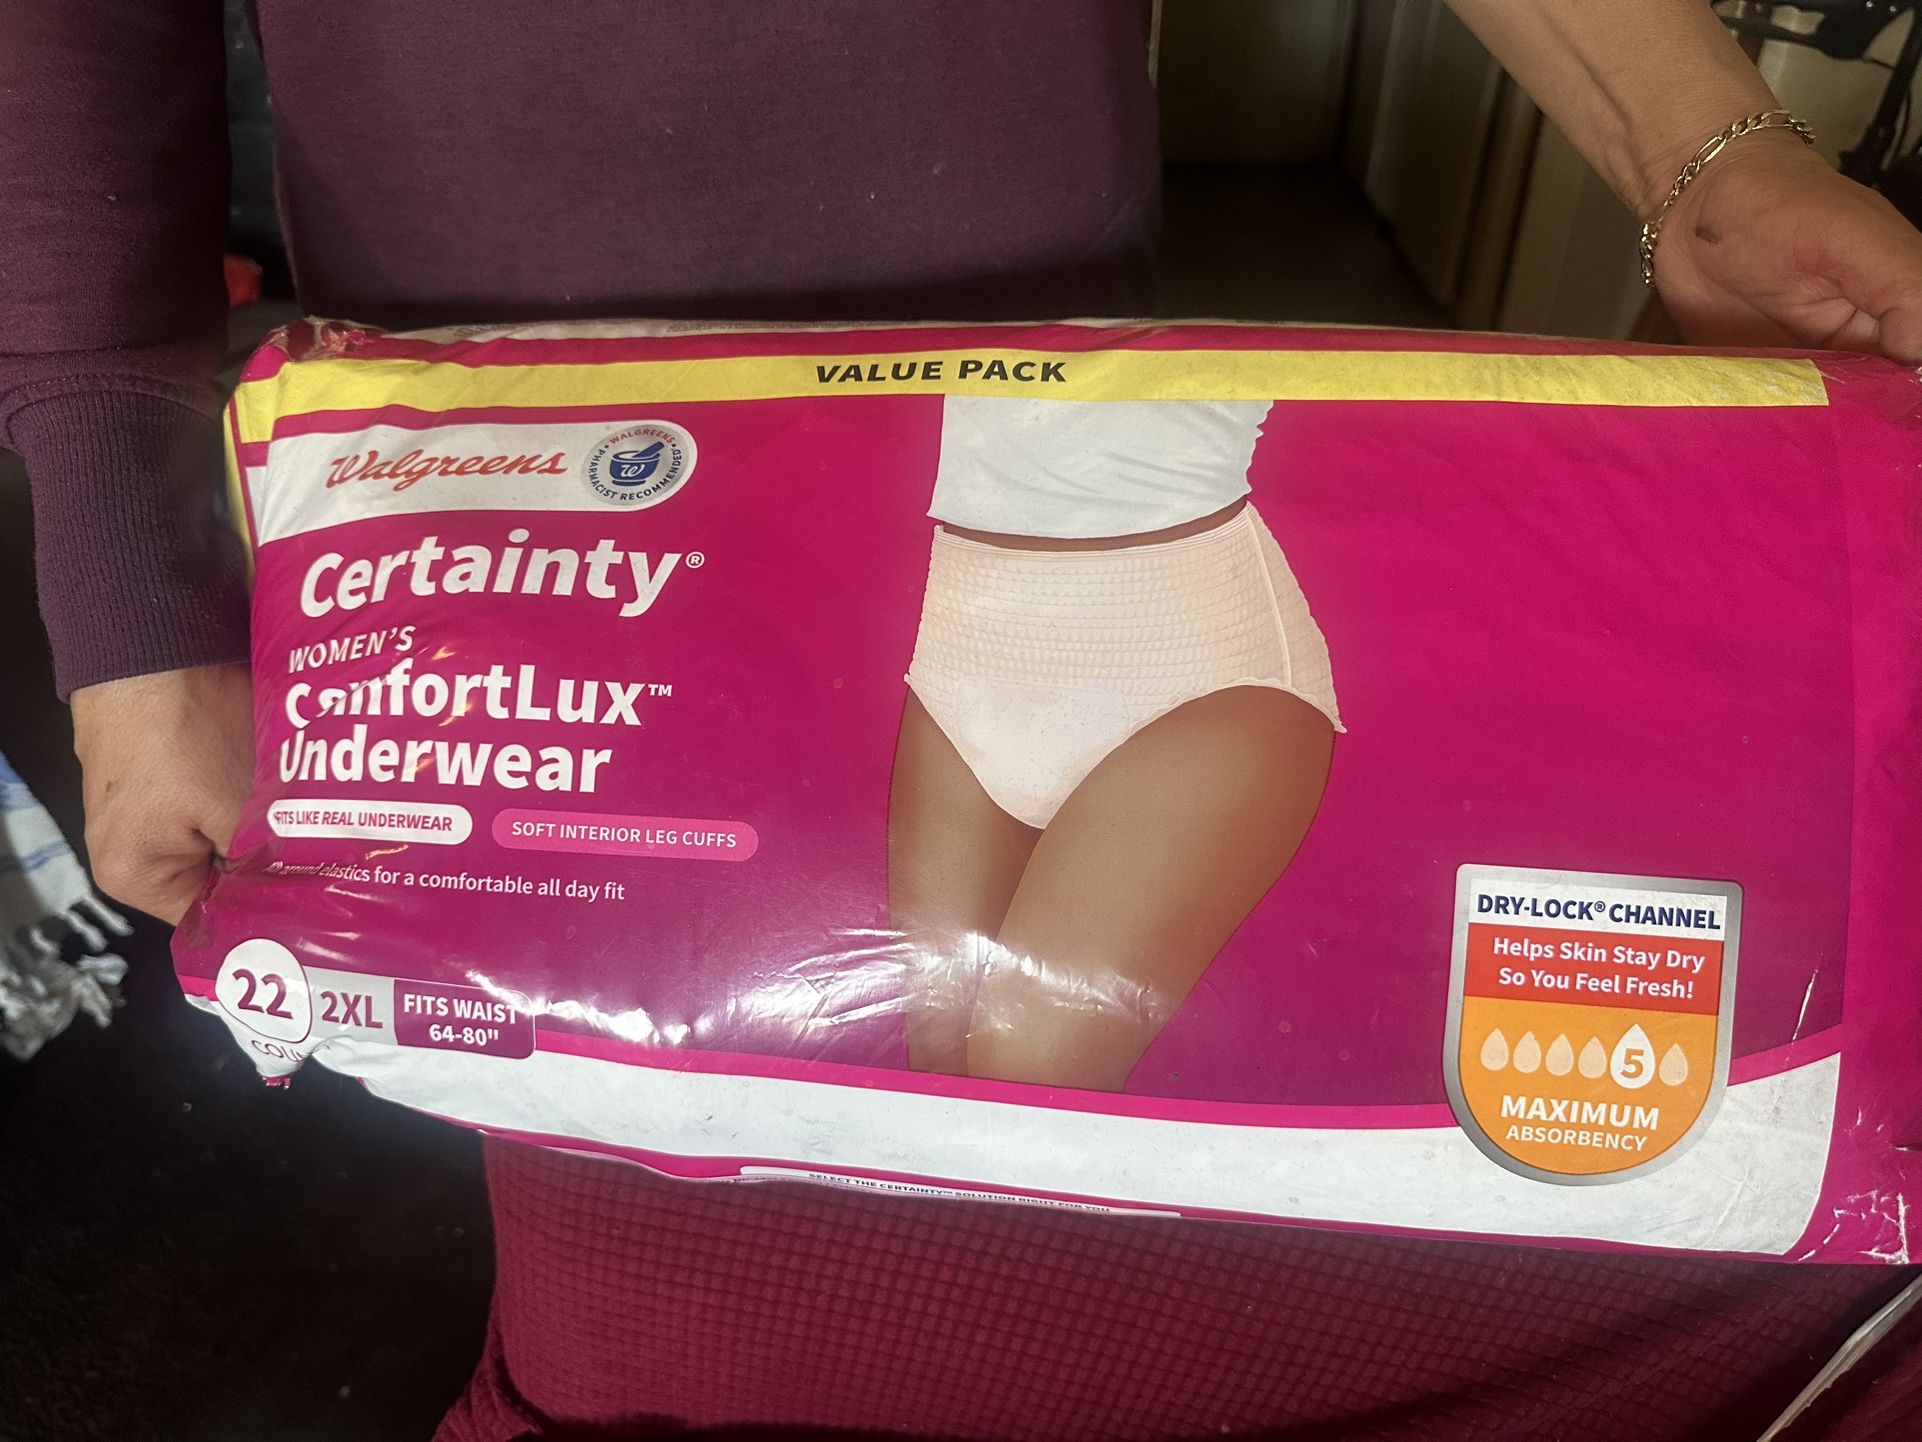 VALUE PACK
Walgreens
WALGREENS
PHARMACIST RECOMMENDED
W
Certainty®
WOMEN'S
ComfortLux™
Underwear
FITS LIKE REAL UNDERWEAR
SOFT INTERIOR LEG CUFFS
around elastics for a comfortable all day fit
22
COUN
2XL
FITS WAIST
64-80"
DRY-LOCK® CHANNEL
Helps Skin Stay Dry
So You Feel Fresh!
5
MAXIMUM
ABSORBENCY
SELECT THE CERTAINTY™ SOLUTION RIGHT FOR YOU